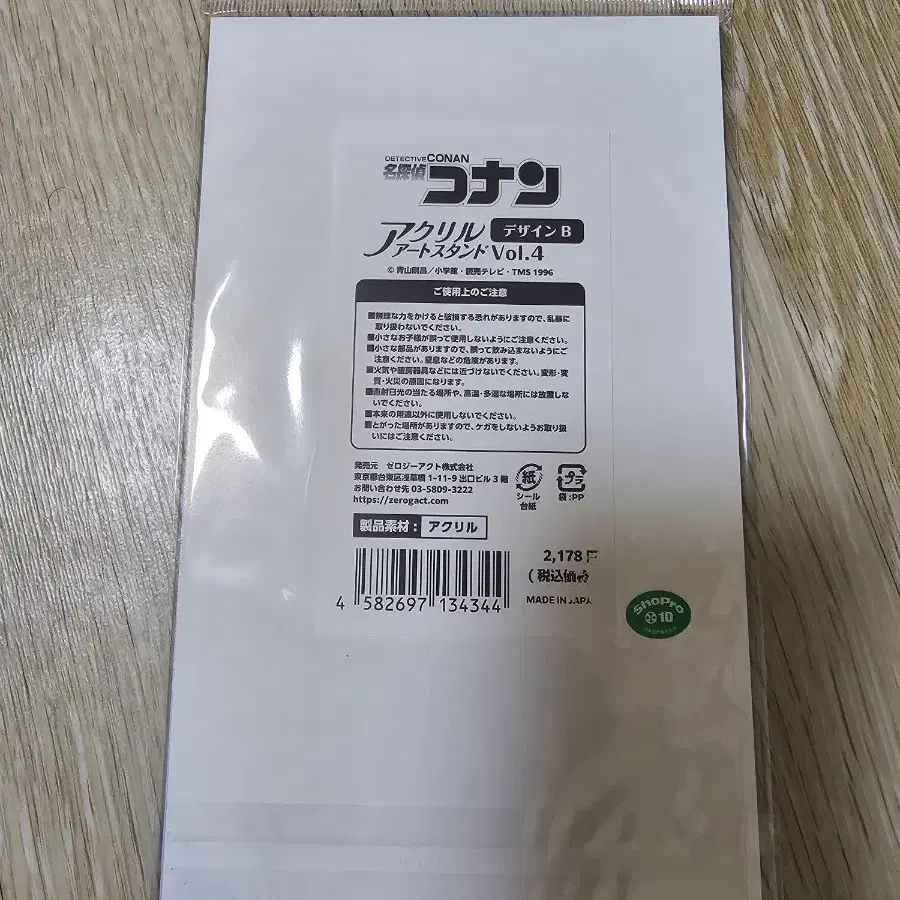 DETECTIVE CONAN
名探偵コナン
アクリル
アートスタンド Vol.4
デザイン B
© 青山剛昌／小学館・読売テレビ・TMS 1996
ご使用上のご注意
■無理な力をかけると破損する恐れがありますので、乱暴に
取り扱わないでください。
■小さなお子様が誤って使用しないようにご注意ください。
■小さな部品がありますので、誤って飲み込まないようにご
注意ください。窒息などの危険があります。
■火気や暖房器具などには近づけないでください。変形・変
質・火災の原因になります。
■直射日光の当たる場所や、高温・多湿な場所には放置しな
いでください。
■本来の用途以外に使用しないでください。
■とがった場所がありますので、ケガをしないようお取り扱
いにはご注意ください。
発売元 ゼロジーアクト株式会社
東京都台東区浅草橋 1-11-9 出口ビル 3 階
お問い合わせ先 03-5809-3222
https://zerogact.com
紙
シール
台紙
プラ
袋:PP
製品素材： アクリル
4 582697 134344
2,178 円
(税込価
MADE IN JAPA
ShoPro
10